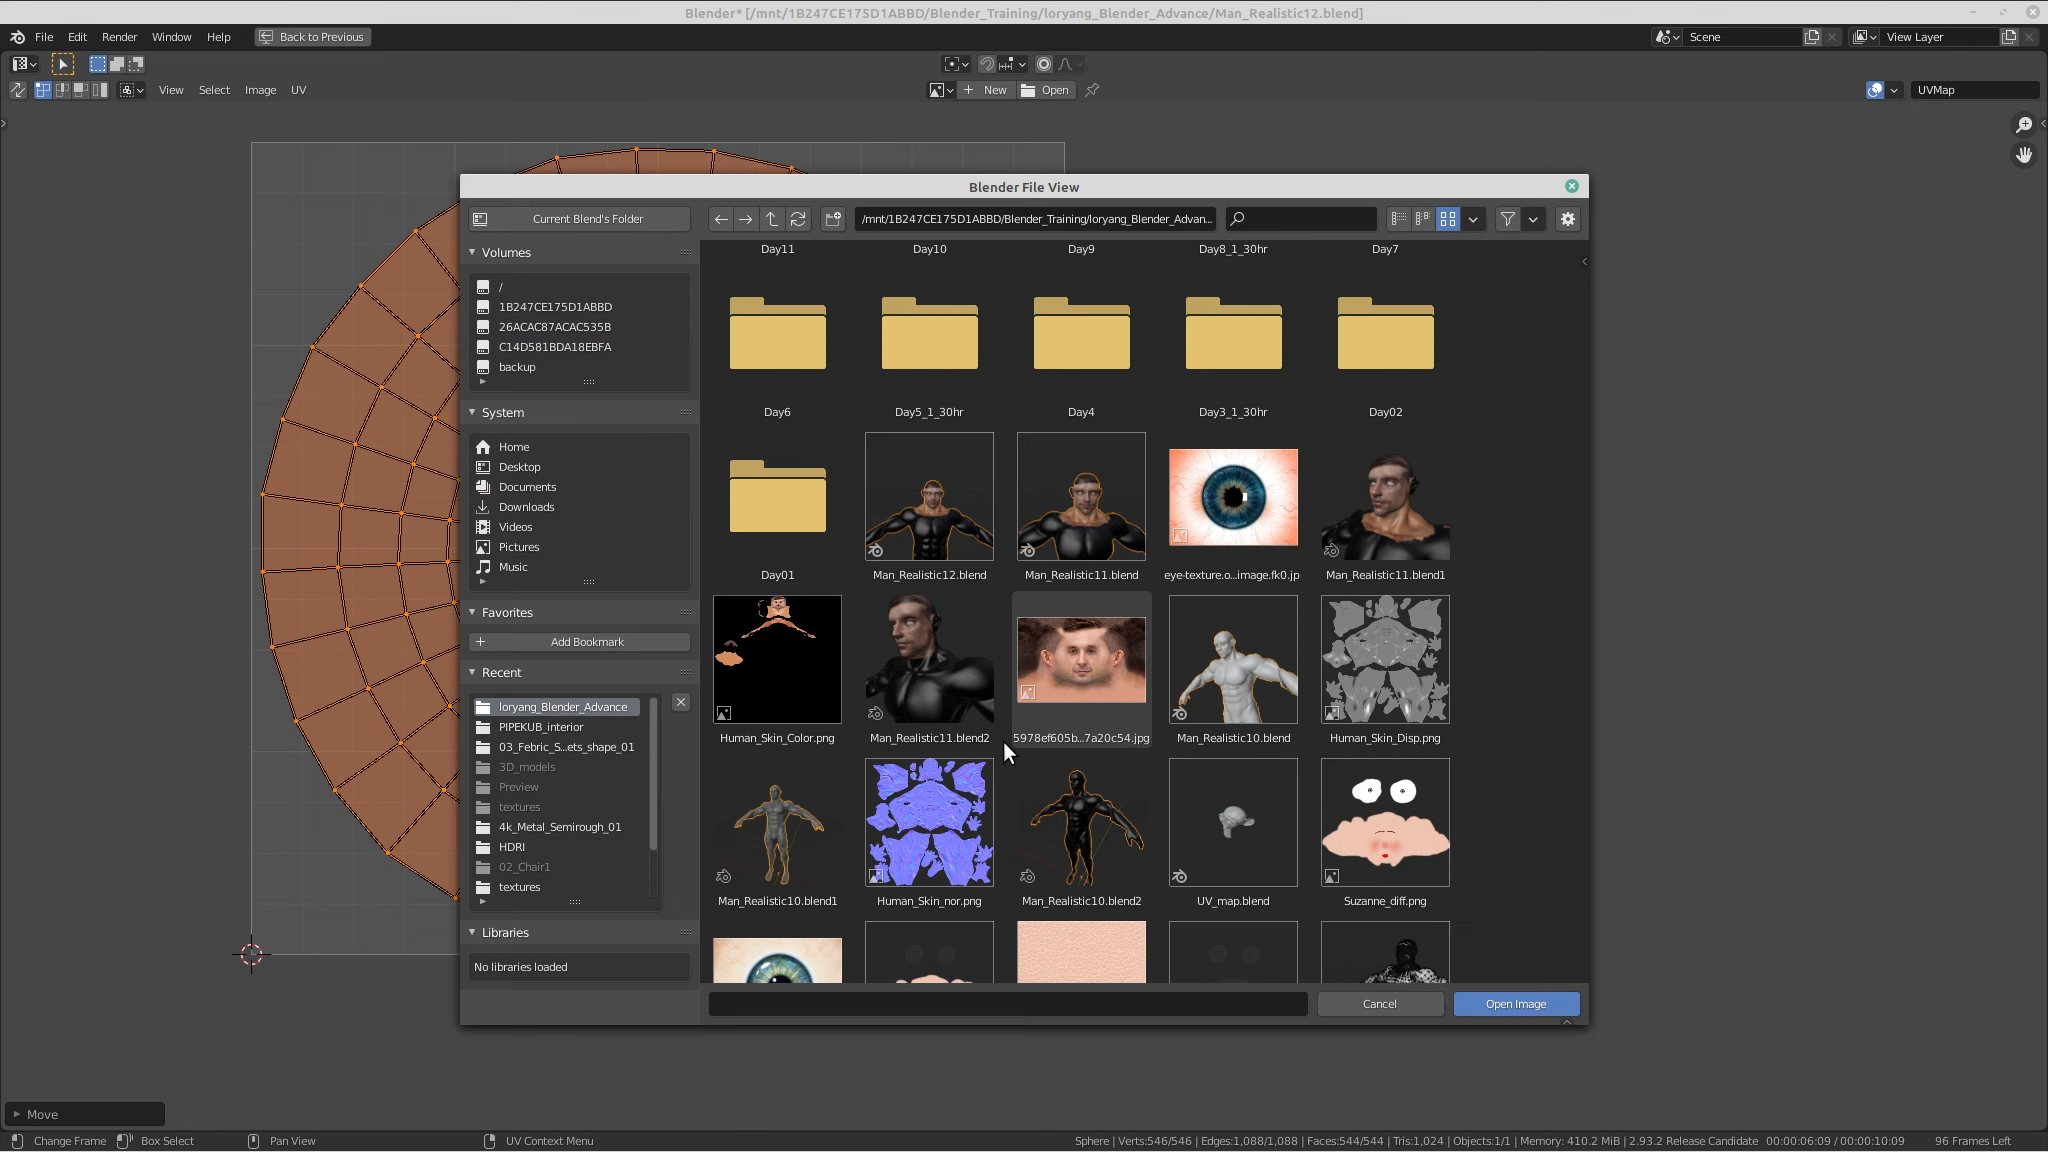 Blender* [/mnt/1B247CE175D1ABBD/Blender_Training/loryang_Blender_Advance/Man_Realistic12.blend]
File Edit Render Window Help Back to Previous Scene View Layer
View Select Image UV New Open UVMap
Blender File View
Current Blend's Folder /mnt/1B247CE175D1ABBD/Blender_Training/loryang_Blender_Advan...
Volumes
/
1B247CE175D1ABBD
26ACAC87ACAC535B
C14D581BDA18EBFA
backup
System
Home
Desktop
Documents
Downloads
Videos
Pictures
Music
Favorites
Add Bookmark
Recent
loryang_Blender_Advance
PIPEKUB_interior
03_Febric_S...ets_shape_01
3D_models
Preview
textures
4k_Metal_Semirough_01
HDRI
02_Chair1
textures
Libraries
No libraries loaded
Day11 Day10 Day9 Day8_1_30hr Day7
Day6 Day5_1_30hr Day4 Day3_1_30hr Day02
Day01 Man_Realistic12.blend Man_Realistic11.blend eye-texture.o...image.fk0.jp Man_Realistic11.blend1
Human_Skin_Color.png Man_Realistic11.blend2 5978ef605b...7a20c54.jpg Man_Realistic10.blend Human_Skin_Disp.png
Man_Realistic10.blend1 Human_Skin_nor.png Man_Realistic10.blend2 UV_map.blend Suzanne_diff.png
Cancel Open Image
Move
Change Frame Box Select Pan View UV Context Menu Sphere | Verts:546/546 | Edges:1,088/1,088 | Faces:544/544 | Tris:1,024 | Objects:1/1 | Memory: 410.2 MiB | 2.93.2 Release Candidate 00:00:06:09 / 00:00:10:09 96 Frames Left